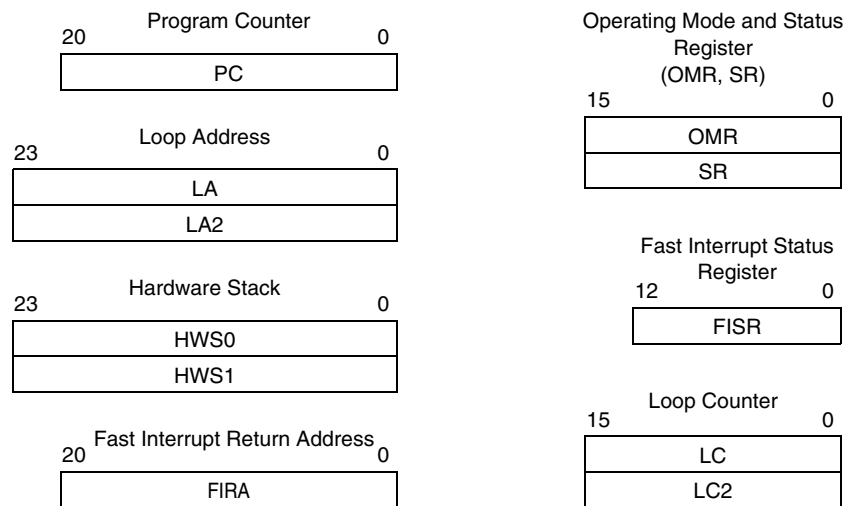 Program Counter
20 0
PC
Loop Address
23 0
LA
LA2
Hardware Stack
23 0
HWS0
HWS1
Fast Interrupt Return Address
20 0
FIRA
Operating Mode and Status
Register
(OMR, SR)
15 0
OMR
SR
Fast Interrupt Status
Register
12 0
FISR
Loop Counter
15 0
LC
LC2